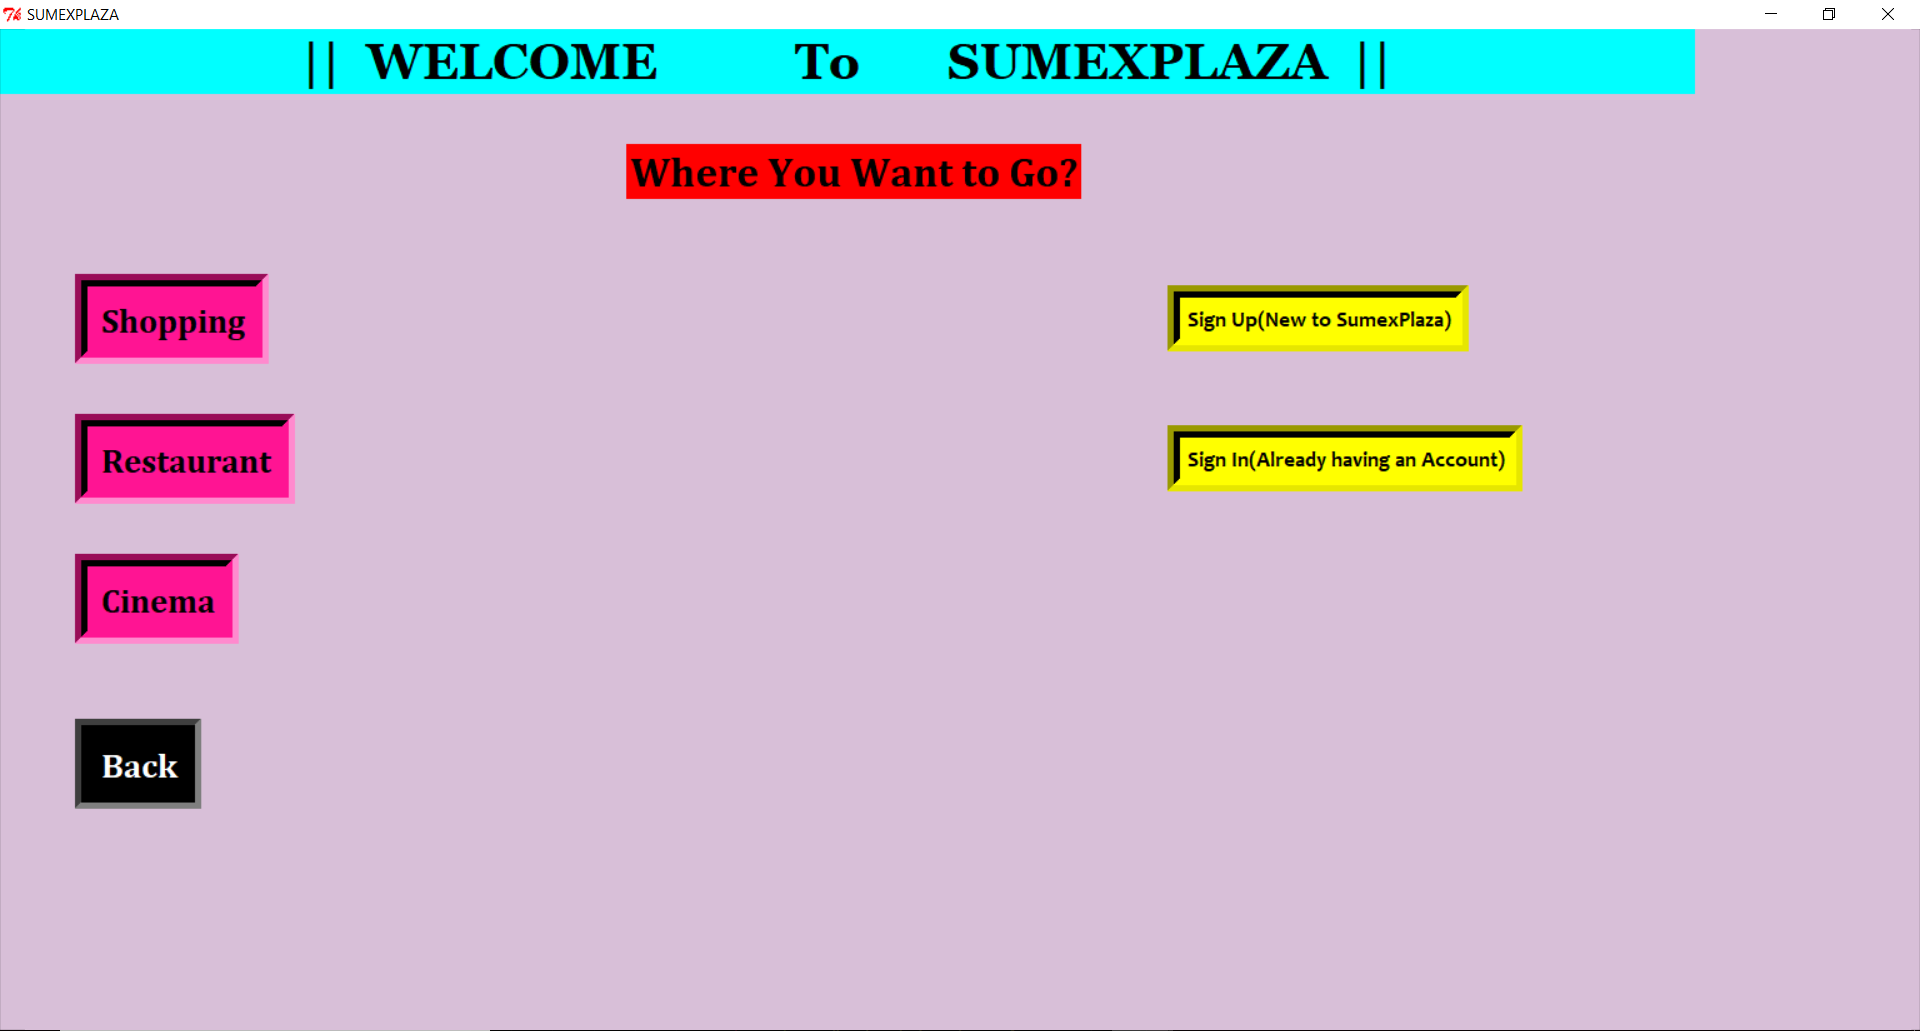 SUMEXPLAZA
|| WELCOME To SUMEXPLAZA ||
Where You Want to Go?
Shopping
Sign Up(New to SumexPlaza)
Restaurant
Sign In(Already having an Account)
Cinema
Back